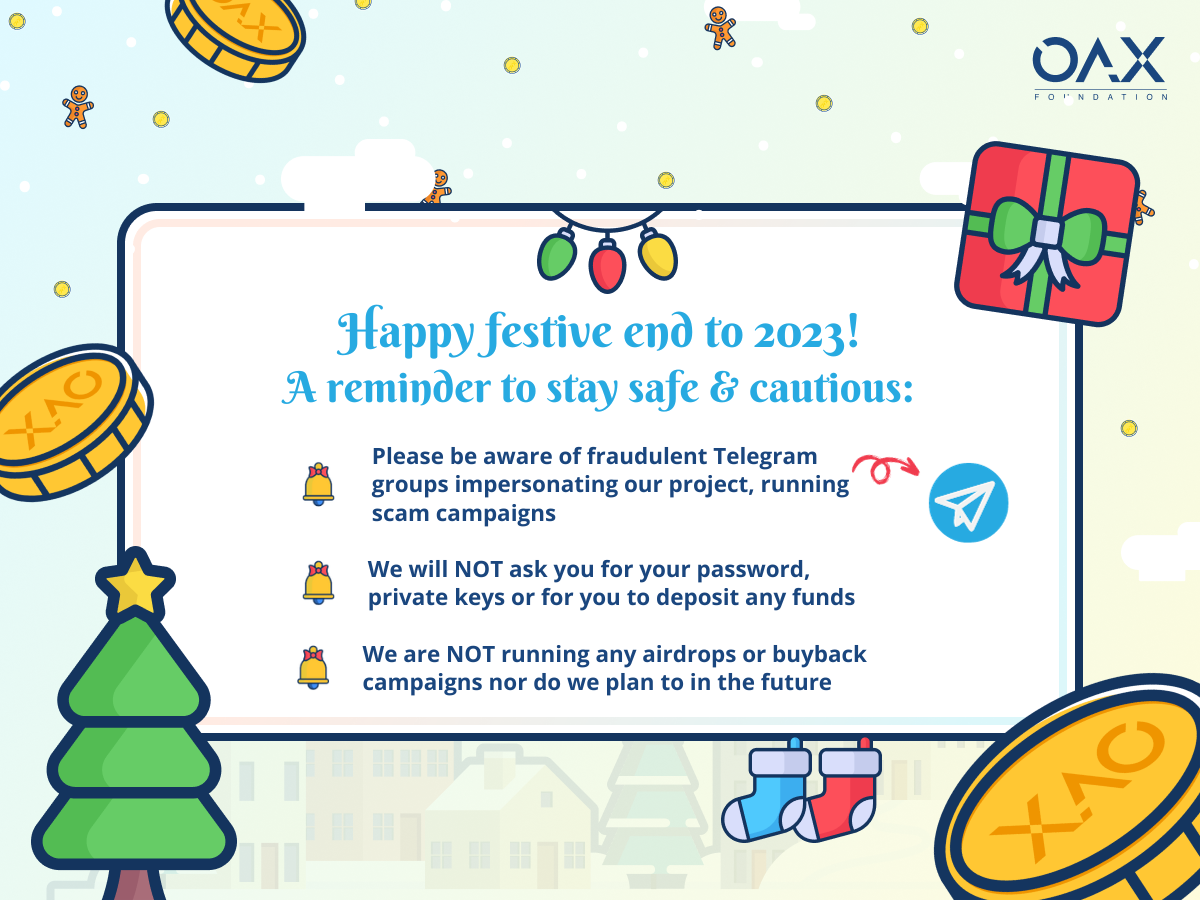 OAX
FOUNDATION
OAX
Happy festive end to 2023!
A reminder to stay safe & cautious:
OAX
Please be aware of fraudulent Telegram
groups impersonating our project, running
scam campaigns
We will NOT ask you for your password,
private keys or for you to deposit any funds
We are NOT running any airdrops or buyback
campaigns nor do we plan to in the future
OAX